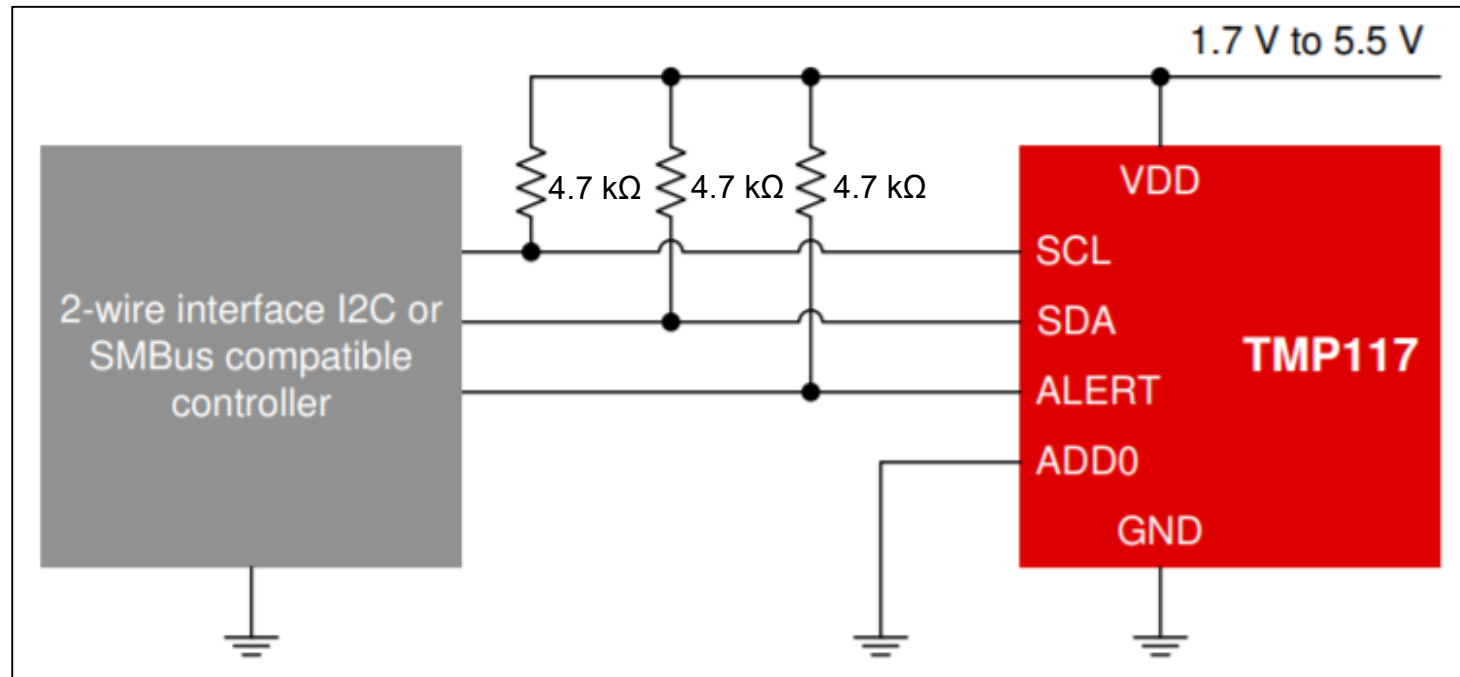 1.7 V to 5.5 V
4.7 kΩ 4.7 kΩ 4.7 kΩ
VDD
SCL
2-wire interface I2C or
SMBus compatible
controller
SDA
TMP117
ALERT
ADD0
GND